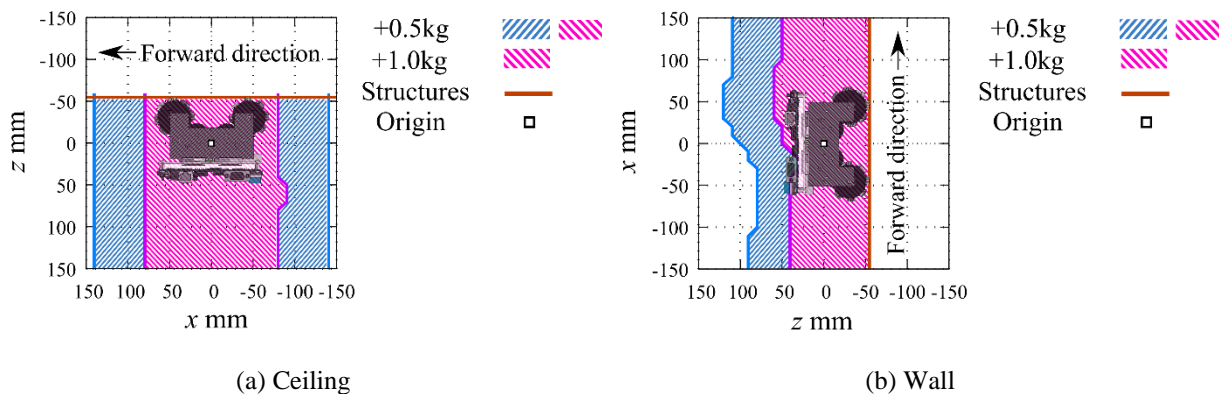 -150
-100
-50
0
50
100
150
z mm
Forward direction
150 100 50 0 -50 -100 -150
x mm
+0.5kg
+1.0kg
Structures
Origin
(a) Ceiling
150
100
50
0
-50
-100
-150
x mm
Forward direction
150 100 50 0 -50 -100 -150
z mm
+0.5kg
+1.0kg
Structures
Origin
(b) Wall